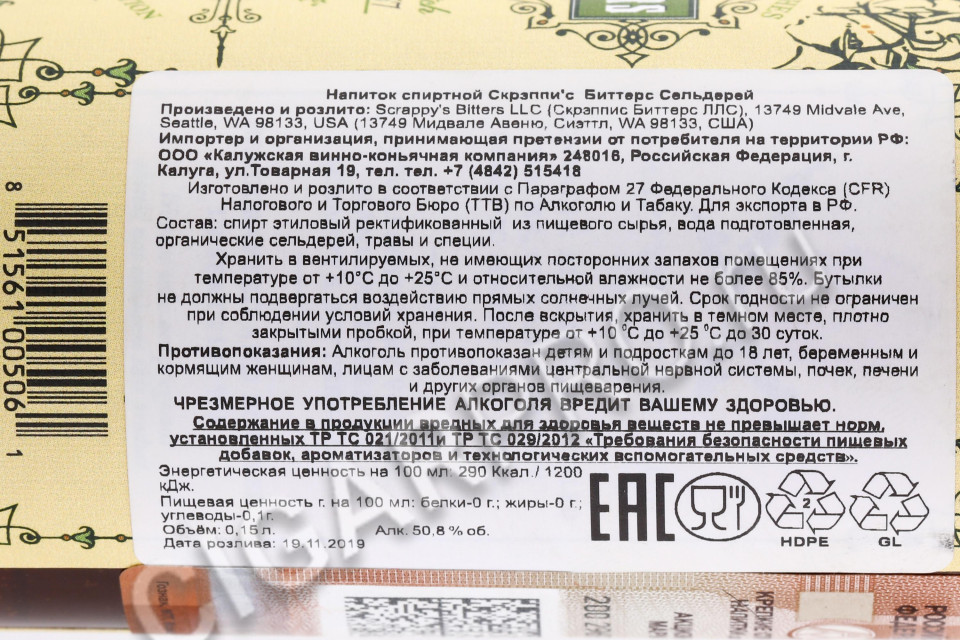 Напиток спиртной Скрэппи'с Биттерс Сельдерей
Произведено и розлито: Scrappy's Bitters LLC (Скраппис Биттерс ЛЛС), 13749 Midvale Ave,
Seattle, WA 98133, USA (13749 Мидвале Авеню, Сиэттл, WA 98133, США)
Импортер и организация, принимающая претензии от потребителя на территории РФ:
ООО «Калужская винно-коньячная компания» 248016, Российская Федерация, г.
Калуга, ул.Товарная 19, тел. тел. +7 (4842) 515418
Изготовлено и розлито в соответствии с Параграфом 27 Федерального Кодекса (CFR)
Налогового и Торгового Бюро (TTB) по Алкоголю и Табаку. Для экспорта в РФ.
Состав: спирт этиловый ректификованный из пищевого сырья, вода подготовленная,
органические сельдерей, травы и специи.
Хранить в вентилируемых, не имеющих посторонних запахов помещениях при
температуре от +10°C до +25°C и относительной влажности не более 85%. Бутылки
не должны подвергаться воздействию прямых солнечных лучей. Срок годности не ограничен
при соблюдении условий хранения. После вскрытия, хранить в темном месте, плотно
закрытыми пробкой, при температуре от +10 °C до +25 °C до 30 суток.
Противопоказания: Алкоголь противопоказан детям и подросткам до 18 лет, беременным и
кормящим женщинам, лицам с заболеваниями центральной нервной системы, почек, печени
и других органов пищеварения.
ЧРЕЗМЕРНОЕ УПОТРЕБЛЕНИЕ АЛКОГОЛЯ ВРЕДИТ ВАШЕМУ ЗДОРОВЬЮ.
Содержание в продукции вредных для здоровья веществ не превышает норм,
установленных ТР ТС 021/2011и ТР ТС 029/2012 «Требования безопасности пищевых
добавок, ароматизаторов и технологических вспомогательных средств».
Энергетическая ценность на 100 мл: 290 Ккал./ 1200
кДж.
Пищевая ценность г. на 100 мл: белки-0 г.; жиры-0 г.;
углеводы-0,1г.
Объём: 0,15 л. Алк. 50,8 % об.
Дата розлива: 19.11.2019
EAC
2
HDPE
GL
8 51561 00506 1
CIGARPRO.ru